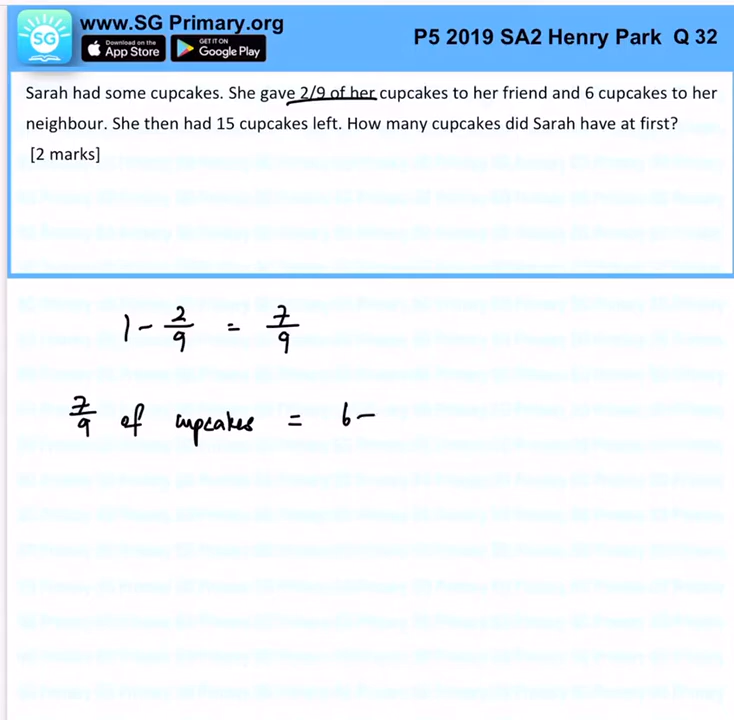 www.SG Primary.org
SG
Download on the App Store
GET IT ON Google Play
P5 2019 SA2 Henry Park Q 32
Sarah had some cupcakes. She gave 2/9 of her cupcakes to her friend and 6 cupcakes to her
neighbour. She then had 15 cupcakes left. How many cupcakes did Sarah have at first?
[2 marks]
1 - 2/9 = 7/9
7/9 of cupcakes = 6 -